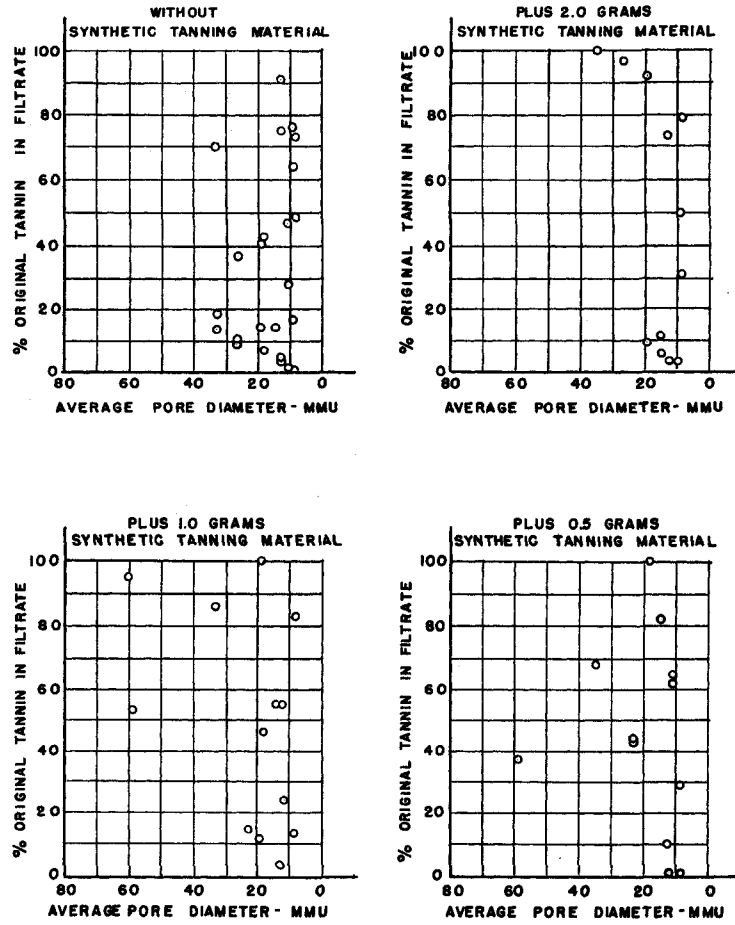 WITHOUT
SYNTHETIC TANNING MATERIAL
% ORIGINAL TANNIN IN FILTRATE
100
80
60
40
20
0
80 60 40 20 0
AVERAGE PORE DIAMETER - MMU
PLUS 2.0 GRAMS
SYNTHETIC TANNING MATERIAL
% ORIGINAL TANNIN IN FILTRATE
100
80
60
40
20
0
80 60 40 20 0
AVERAGE PORE DIAMETER - MMU
PLUS 1.0 GRAMS
SYNTHETIC TANNING MATERIAL
% ORIGINAL TANNIN IN FILTRATE
100
80
60
40
20
0
80 60 40 20 0
AVERAGE PORE DIAMETER - MMU
PLUS 0.5 GRAMS
SYNTHETIC TANNING MATERIAL
% ORIGINAL TANNIN IN FILTRATE
100
80
60
40
20
0
80 60 40 20 0
AVERAGE PORE DIAMETER - MMU